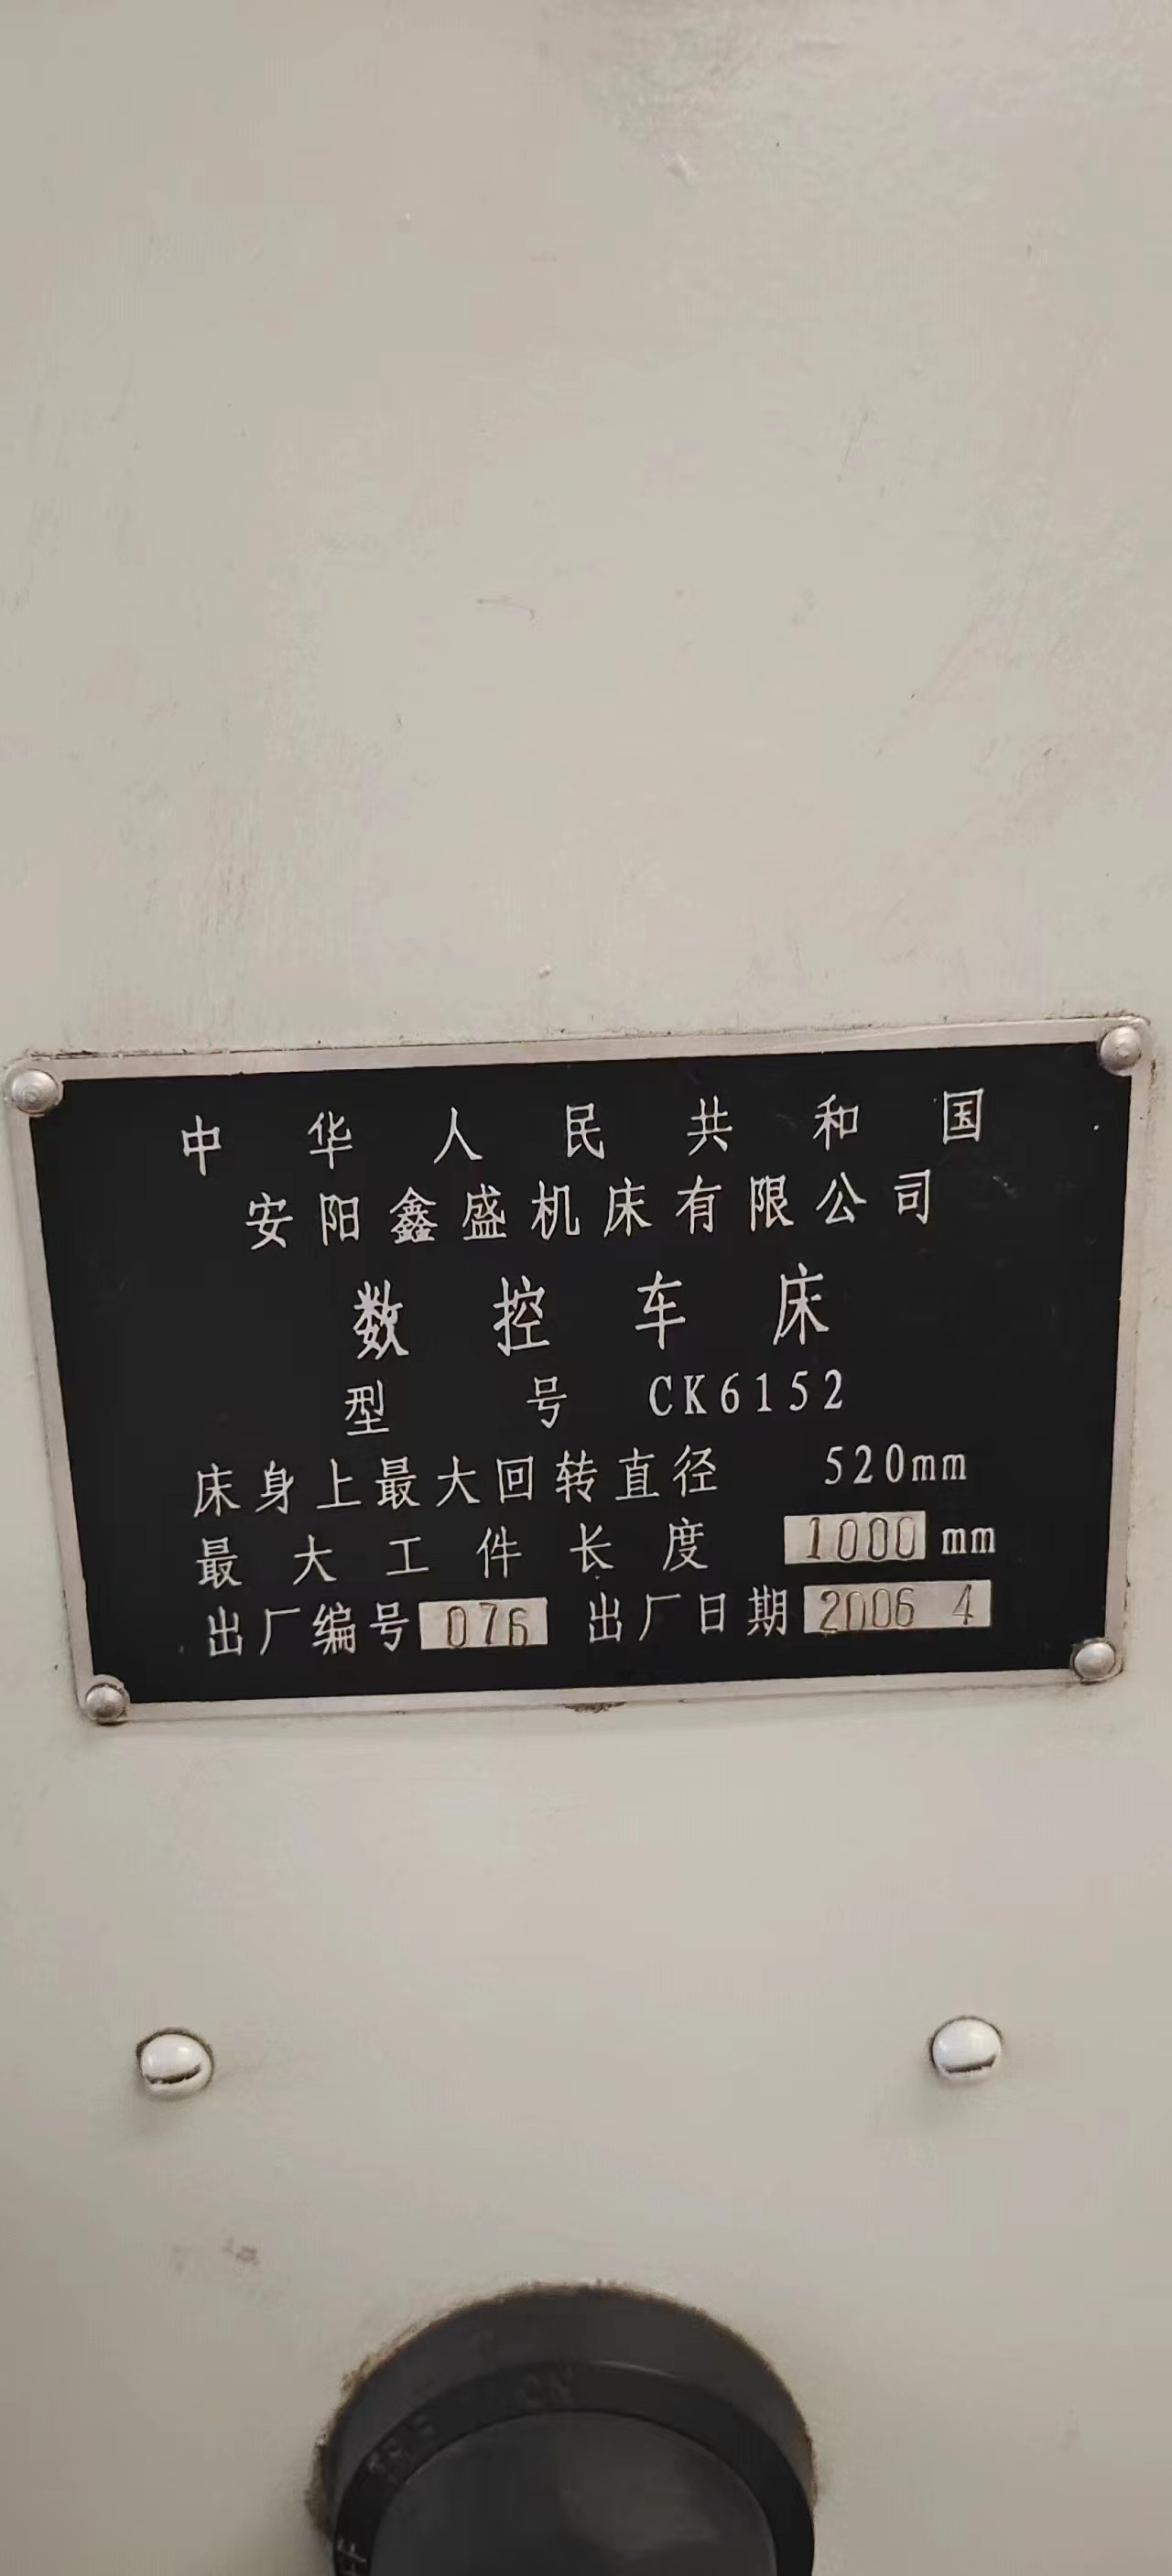 中华人民共和国
安阳鑫盛机床有限公司
数控车床
型号 CK6152
床身上最大回转直径 520mm
最大工件长度 1000 mm
出厂编号 076 出厂日期 2006 4
ON